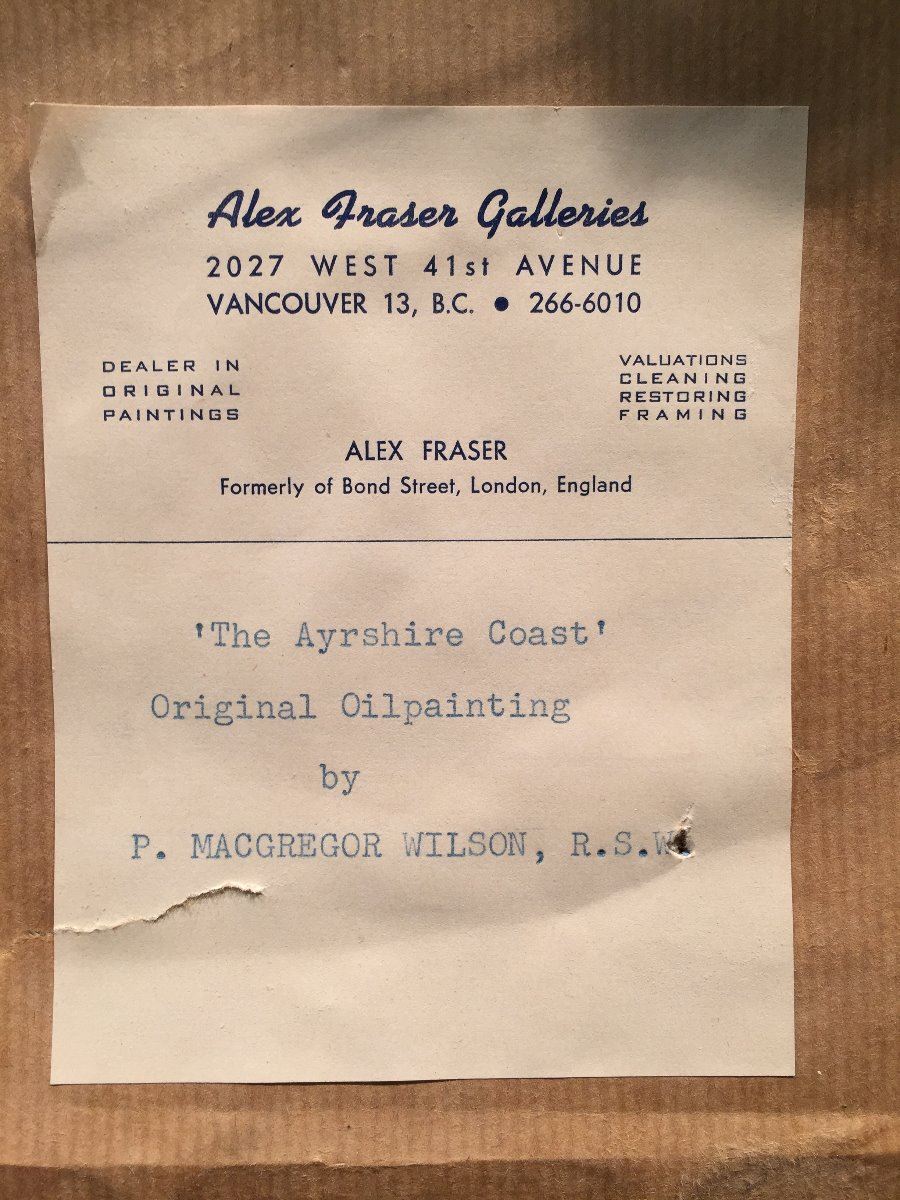 Alex Fraser Galleries
2027 WEST 41st AVENUE
VANCOUVER 13, B.C. ● 266-6010
DEALER IN
ORIGINAL
PAINTINGS
VALUATIONS
CLEANING
RESTORING
FRAMING
ALEX FRASER
Formerly of Bond Street, London, England
'The Ayrshire Coast'
Original Oilpainting
by
P. MACGREGOR WILSON, R.S.W